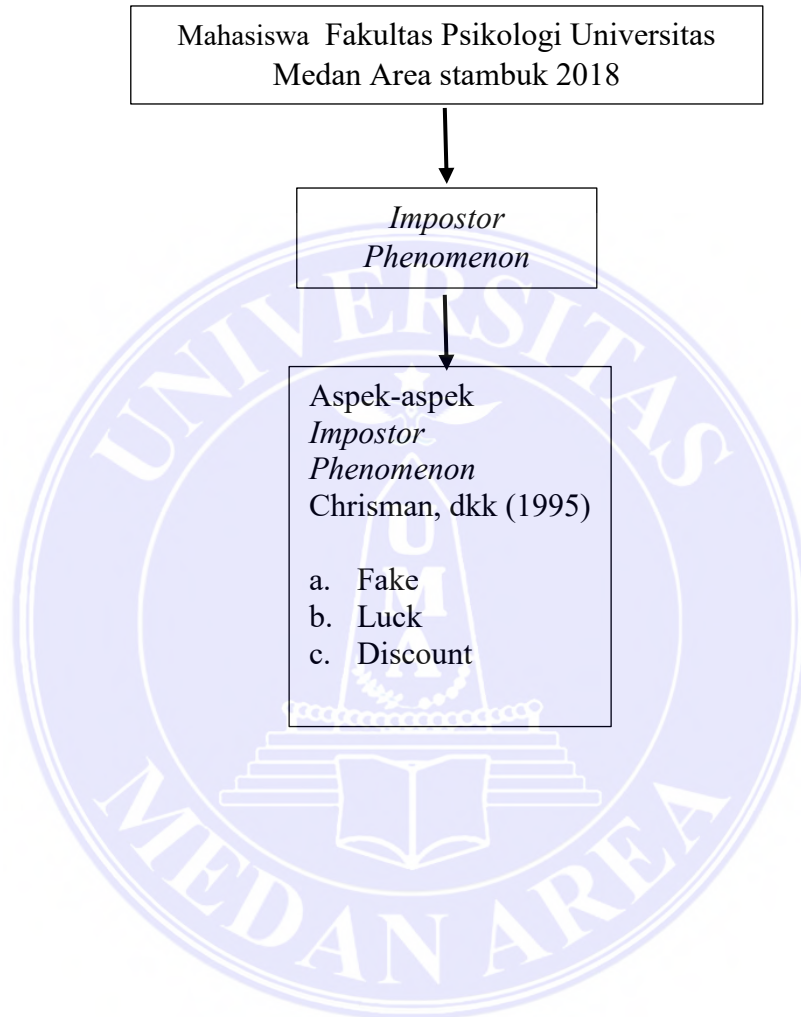 Mahasiswa Fakultas Psikologi Universitas
Medan Area stambuk 2018
Impostor
Phenomenon
Aspek-aspek
Impostor
Phenomenon
Chrisman, dkk (1995)
a. Fake
b. Luck
c. Discount
UNIVERSITAS
U
M
A
MEDAN AREA